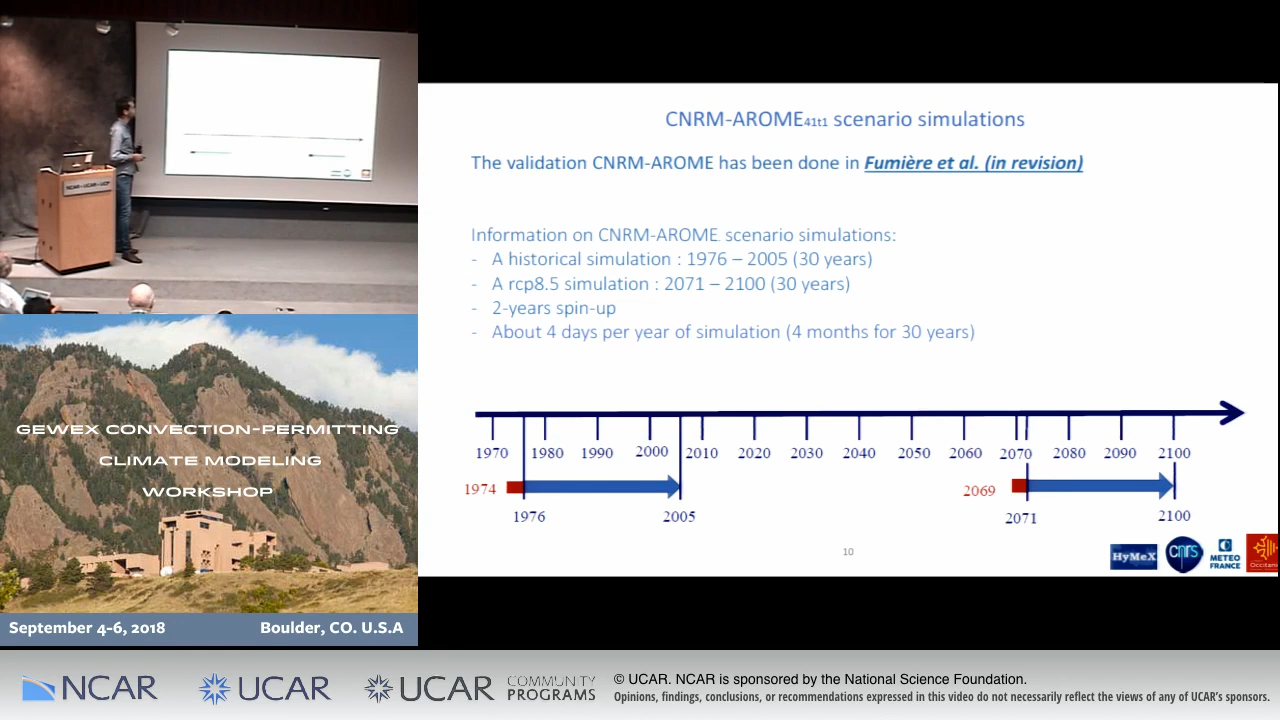 NCAR-UCAR-UCP
CNRM-AROME41t1 scenario simulations
The validation CNRM-AROME has been done in Fumière et al. (in revision)
Information on CNRM-AROME scenario simulations:
- A historical simulation : 1976 – 2005 (30 years)
- A rcp8.5 simulation : 2071 – 2100 (30 years)
- 2-years spin-up
- About 4 days per year of simulation (4 months for 30 years)
1970 1980 1990 2000 2010 2020 2030 2040 2050 2060 2070 2080 2090 2100
1974 2069
1976 2005 2071 2100
10
HyMeX cnrs METEO FRANCE Occitan
GEWEX CONVECTION-PERMITTING
CLIMATE MODELING
WORKSHOP
September 4-6, 2018 Boulder, CO. U.S.A
NCAR UCAR UCAR COMMUNITY PROGRAMS
© UCAR. NCAR is sponsored by the National Science Foundation.
Opinions, findings, conclusions, or recommendations expressed in this video do not necessarily reflect the views of any of UCAR's sponsors.